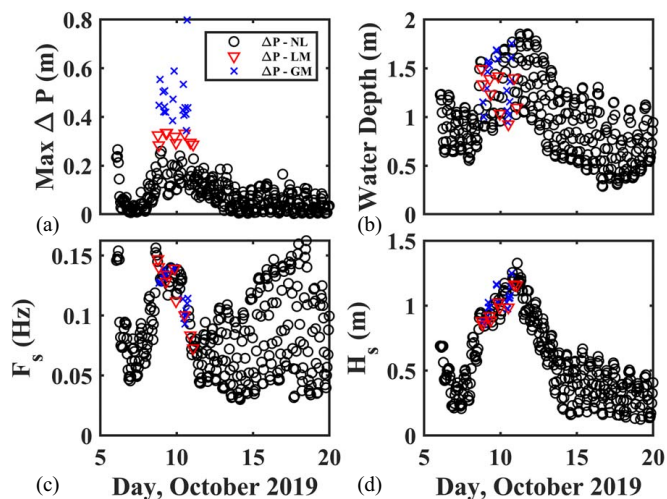 0.8
0.6
0.4
0.2
0
Max Δ P (m)
ΔP - NL
ΔP - LM
ΔP - GM
(a)
2
1.5
1
0.5
0
Water Depth (m)
(b)
0.15
0.1
0.05
0
F_s (Hz)
5 10 15 20
Day, October 2019
(c)
1.5
1
0.5
0
H_s (m)
5 10 15 20
Day, October 2019
(d)